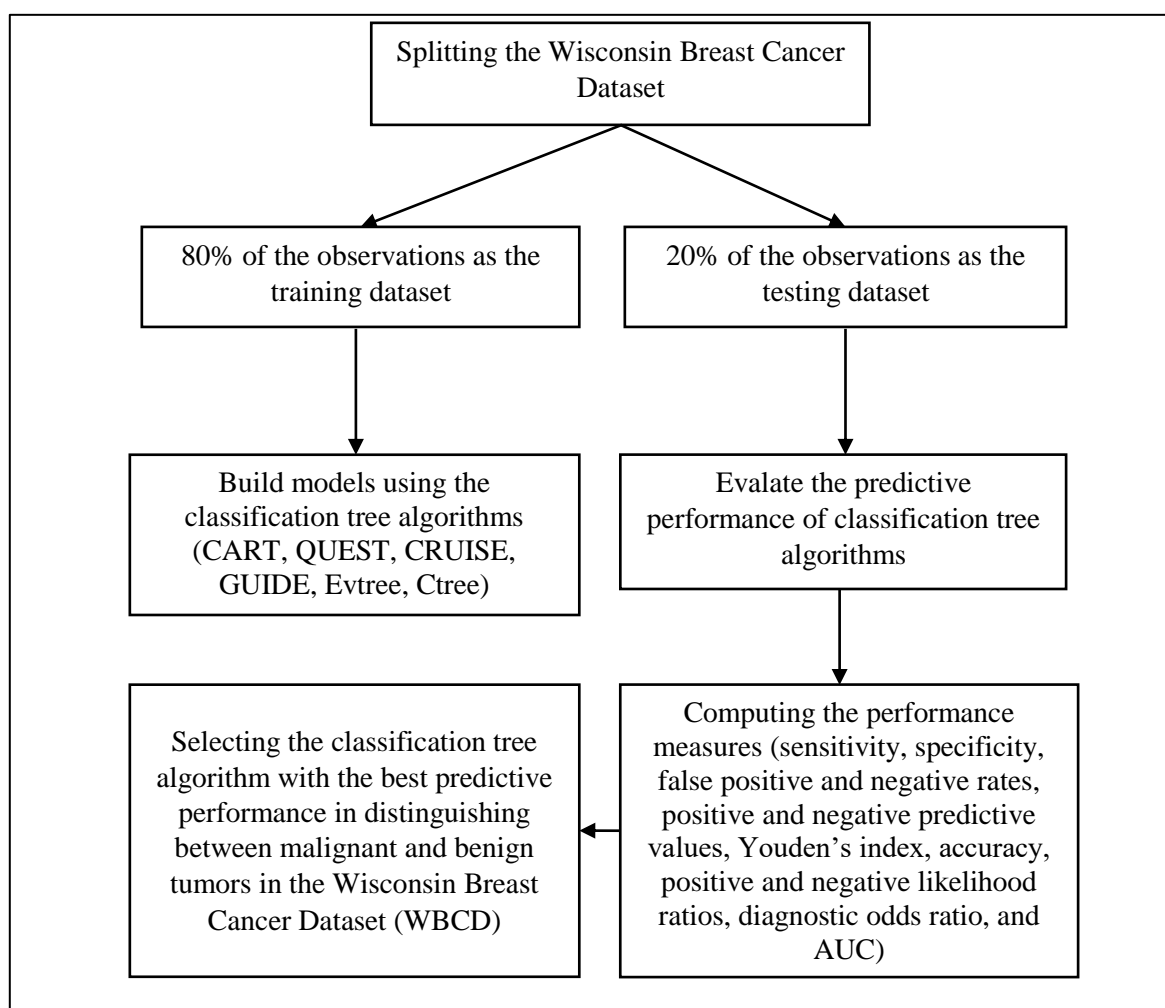 Splitting the Wisconsin Breast Cancer
Dataset
80% of the observations as the
training dataset
20% of the observations as the
testing dataset
Build models using the
classification tree algorithms
(CART, QUEST, CRUISE,
GUIDE, Evtree, Ctree)
Evalate the predictive
performance of classification tree
algorithms
Selecting the classification tree
algorithm with the best predictive
performance in distinguishing
between malignant and benign
tumors in the Wisconsin Breast
Cancer Dataset (WBCD)
Computing the performance
measures (sensitivity, specificity,
false positive and negative rates,
positive and negative predictive
values, Youden’s index, accuracy,
positive and negative likelihood
ratios, diagnostic odds ratio, and
AUC)